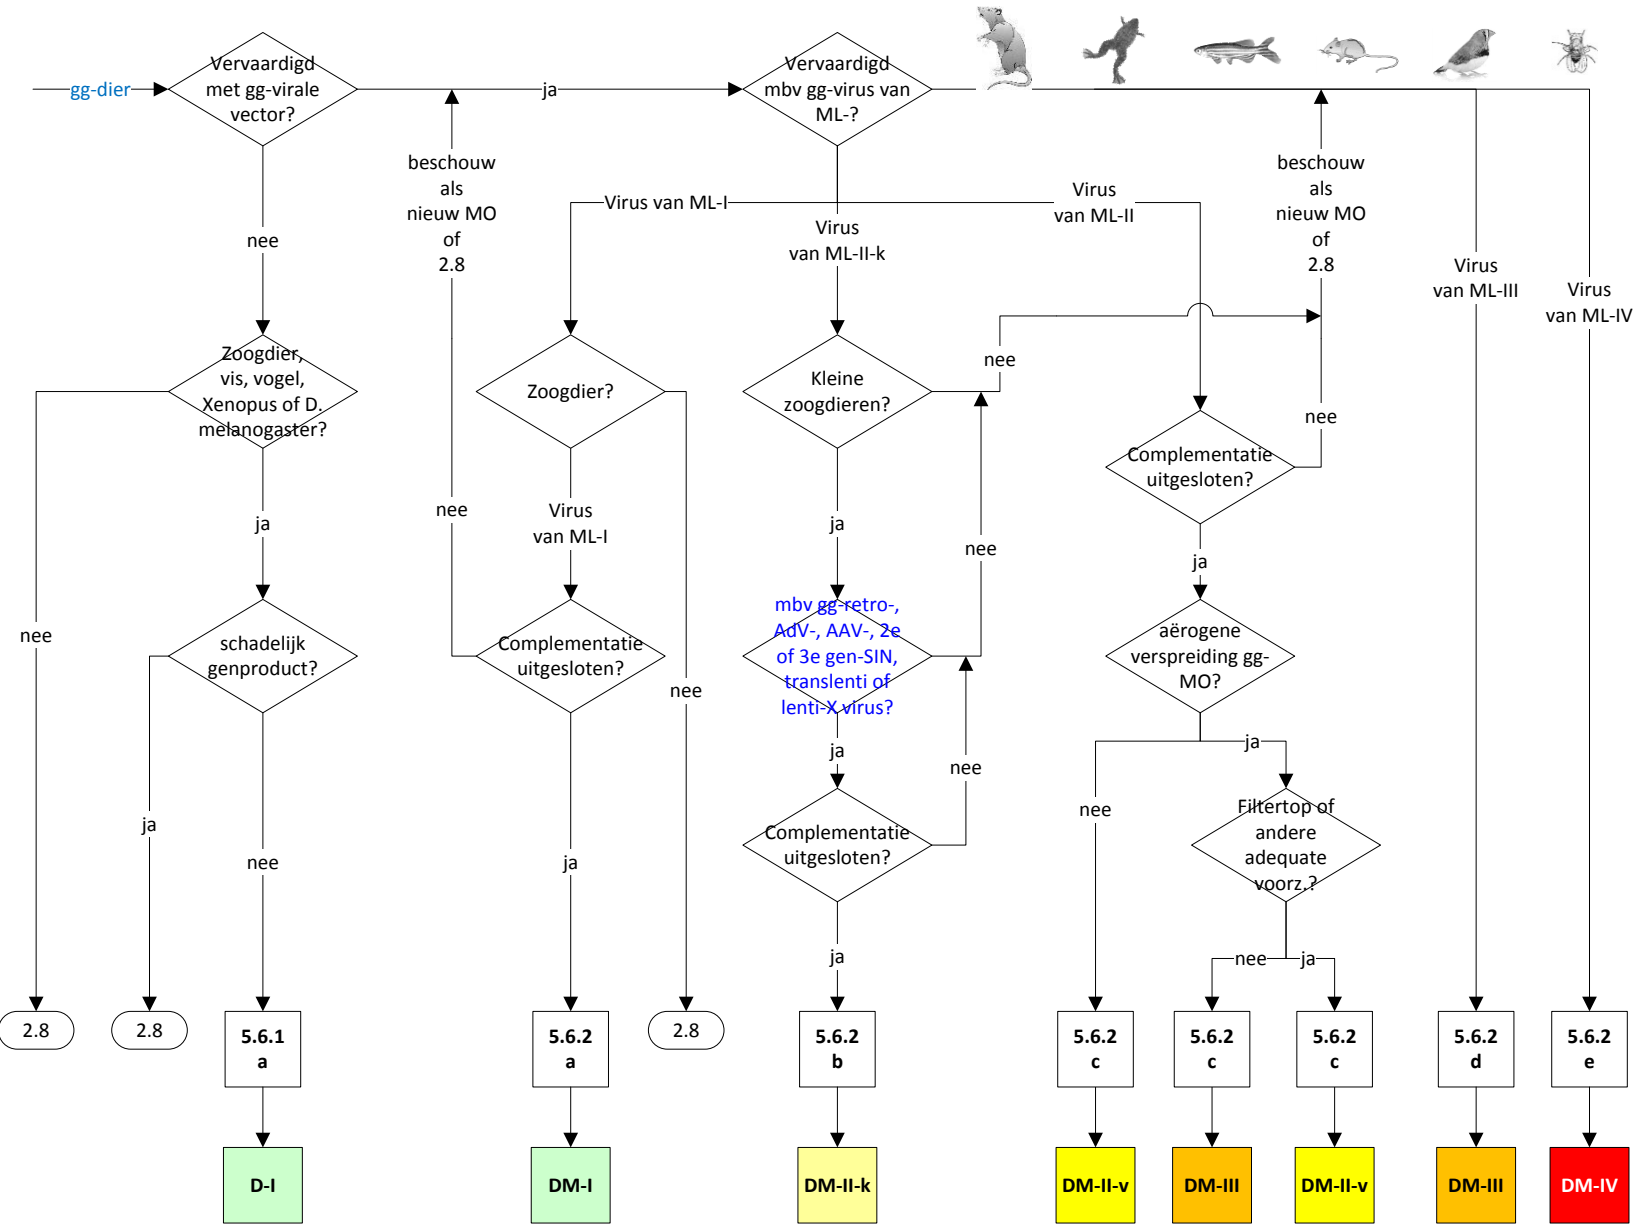 gg-dier
Vervaardigd
met gg-virale
vector?
ja
Vervaardigd
mbv gg-virus van
ML-?
nee
beschouw
als
nieuw MO
of
2.8
Virus van ML-I
Virus
van ML-II-k
Virus
van ML-II
beschouw
als
nieuw MO
of
2.8
Virus
van ML-III
Virus
van ML-IV
Zoogdier,
vis, vogel,
Xenopus of D.
melanogaster?
Zoogdier?
Kleine
zoogdieren?
nee
nee
Complementatie
uitgesloten?
ja
nee
Virus
van ML-I
ja
nee
ja
nee
schadelijk
genproduct?
Complementatie
uitgesloten?
nee
mbv gg-retro-,
AdV-, AAV-, 2e
of 3e gen-SIN,
translenti of
lenti-X virus?
aërogene
verspreiding gg-
MO?
ja
nee
ja
nee
Filtertop of
andere
adequate
voorz.?
ja
nee
ja
Complementatie
uitgesloten?
ja
nee
ja
2.8
2.8
5.6.1
a
5.6.2
a
2.8
5.6.2
b
5.6.2
c
5.6.2
c
5.6.2
c
5.6.2
d
5.6.2
e
D-I
DM-I
DM-II-k
DM-II-v
DM-III
DM-II-v
DM-III
DM-IV